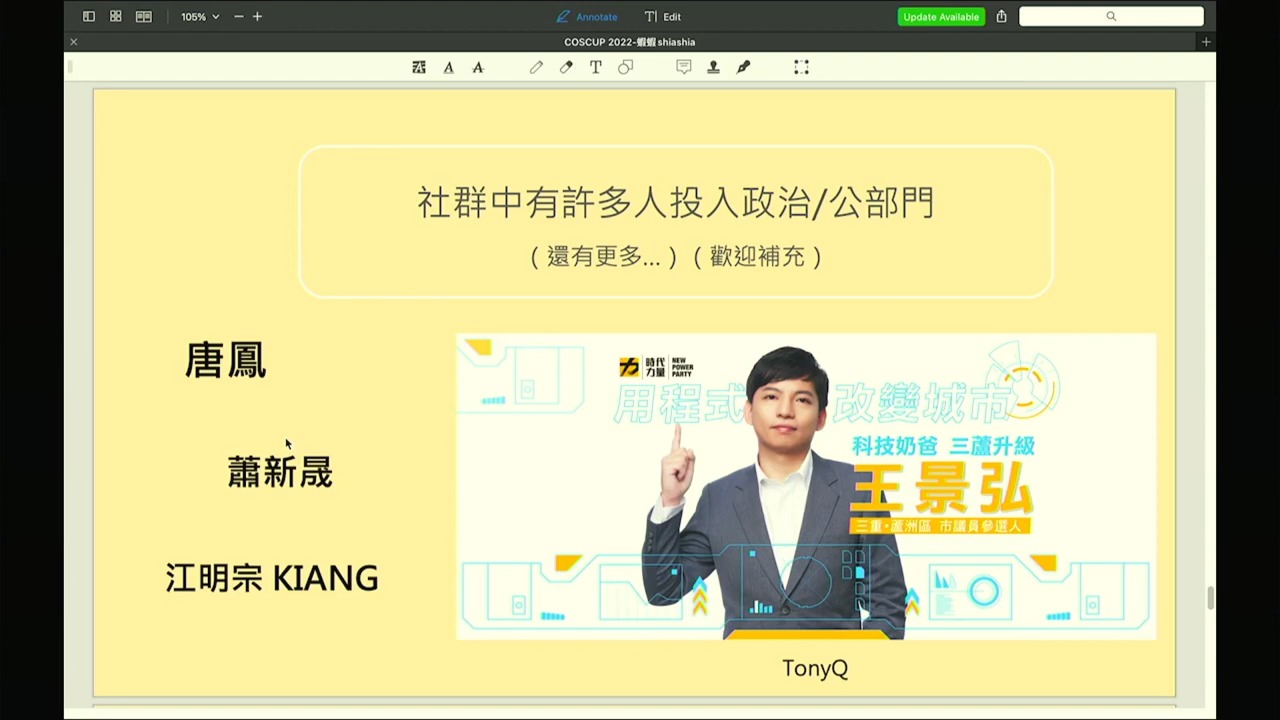 105%
Annotate
Edit
Update Available
COSCUP 2022-蝦蝦 shiashia
社群中有許多人投入政治/公部門
(還有更多...)(歡迎補充)
唐鳳
蕭新晟
江明宗 KIANG
力 時代力量 NEW POWER PARTY
用程式 改變城市
科技奶爸 三蘆升級
王景弘
三重・蘆洲區 市議員參選人
TonyQ